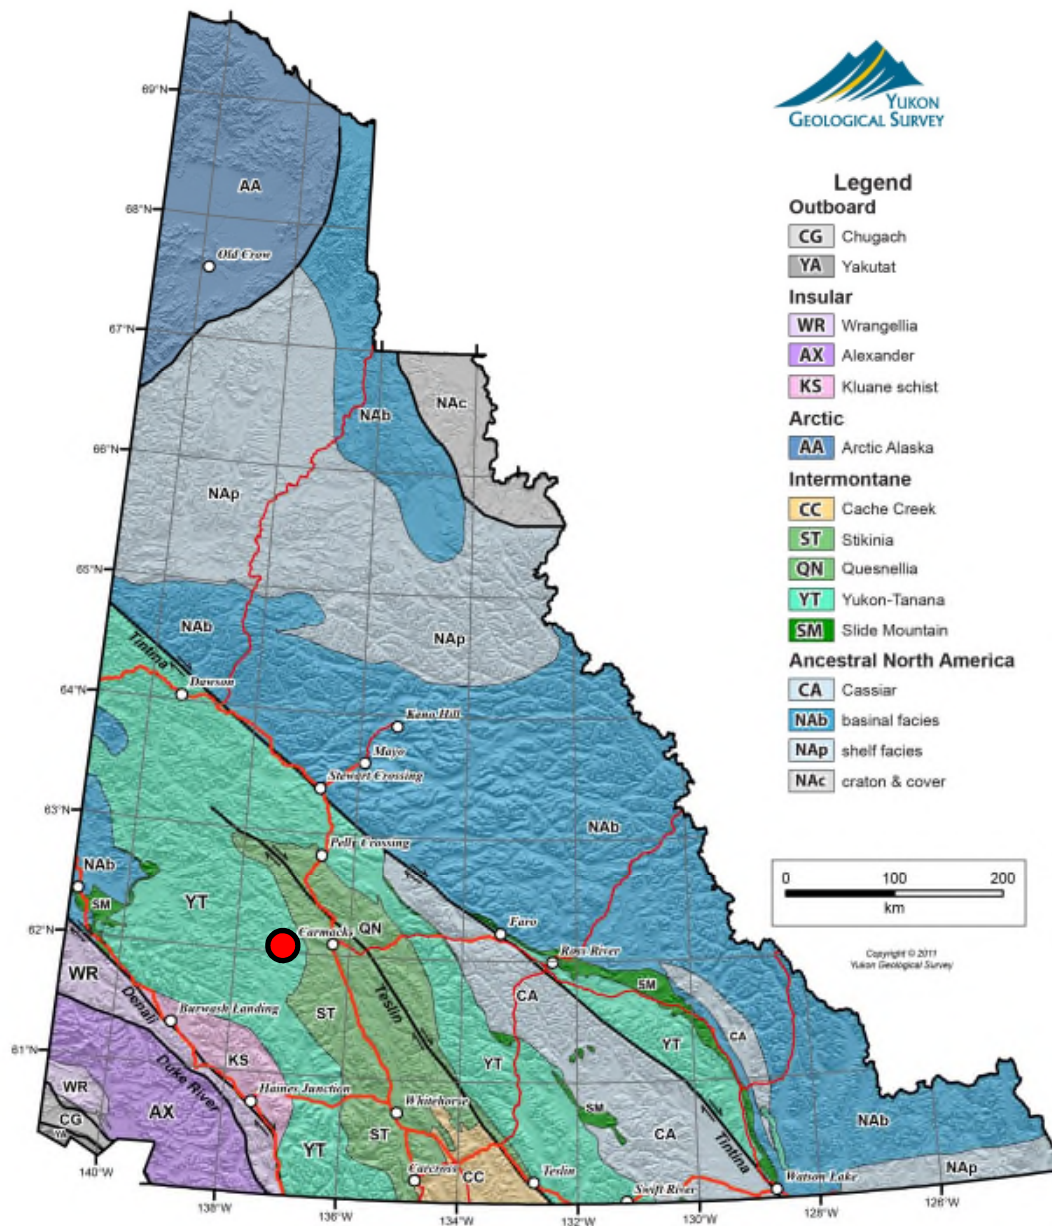 YUKON
GEOLOGICAL SURVEY
Legend
Outboard
CG Chugach
YA Yakutat
Insular
WR Wrangellia
AX Alexander
KS Kluane schist
Arctic
AA Arctic Alaska
Intermontane
CC Cache Creek
ST Stikinia
QN Quesnellia
YT Yukon-Tanana
SM Slide Mountain
Ancestral North America
CA Cassiar
NAb basinal facies
NAp shelf facies
NAc craton & cover
0 100 200
km
Copyright © 2011
Yukon Geological Survey
69°N
AA
68°N
Old Crow
67°N
NAc
NAb
66°N
NAp
65°N
NAb
NAp
Tintina
64°N
Dawson
Keno Hill
Mayo
Stewart Crossing
63°N
NAb
Pelly Crossing
NAb
SM
YT
62°N
QN
Faro
Carmacks
Ross River
WR
SM
CA
Denali
Burwash Landing
ST
Teslin
CA
61°N
KS
YT
YT
Duke River
WR
Haines Junction
AX
Whitehorse
SM
CG
YA
ST
CA
NAb
YT
Tintina
140°W
Carcross
CC
Teslin
Watson Lake
NAp
Swift River
138°W
136°W
134°W
132°W
130°W
128°W
126°W